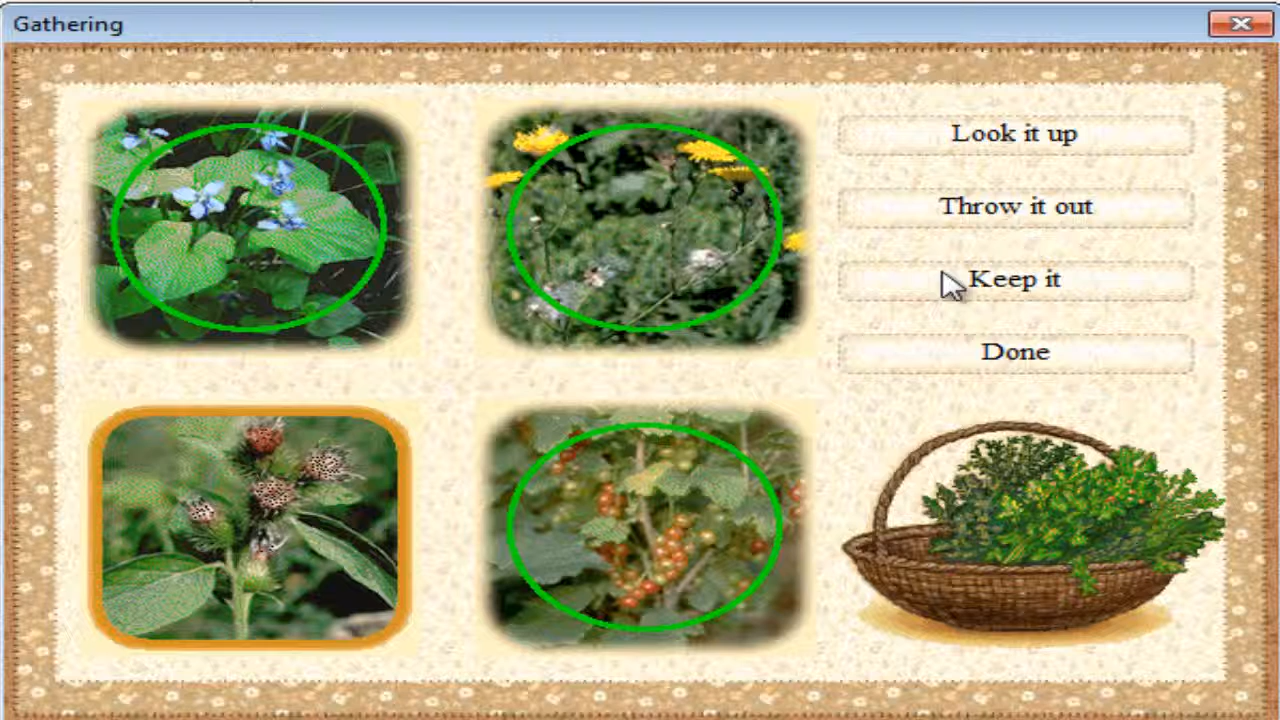 Gathering
Look it up
Throw it out
Keep it
Done